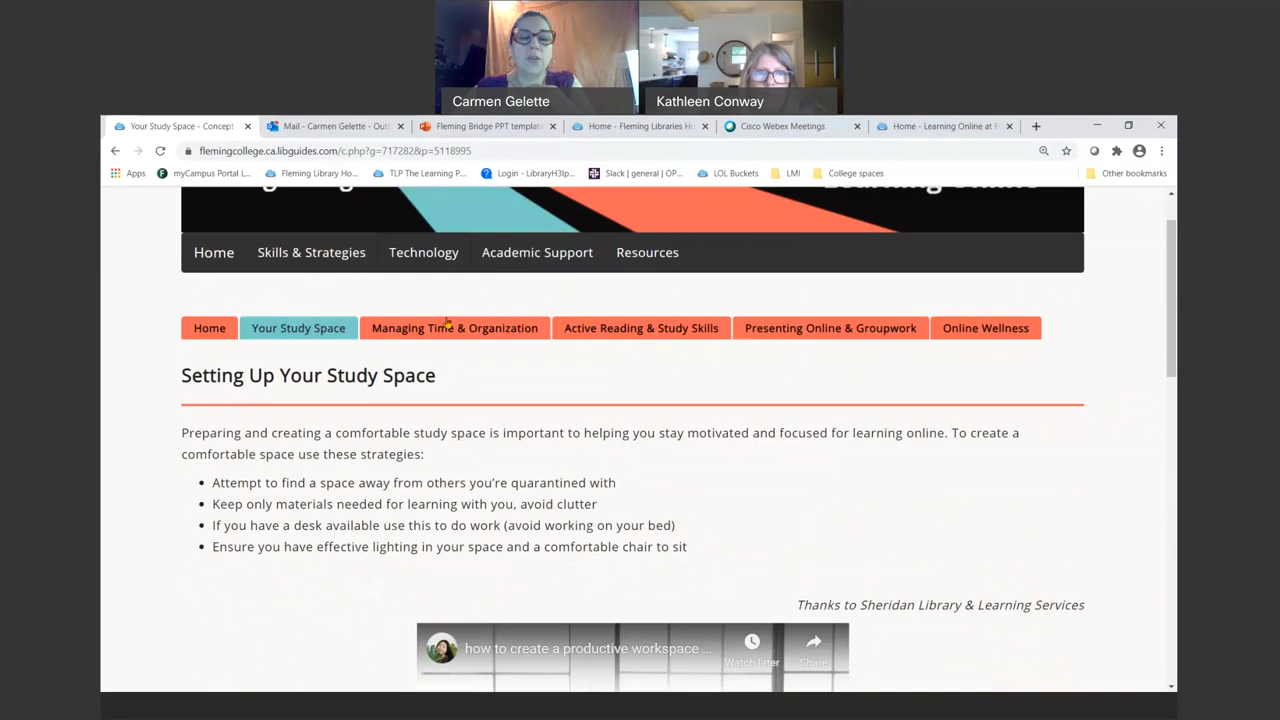 Carmen Gelette
Kathleen Conway
Your Study Space - Concept
Mail - Carmen Gelette - Out
Fleming Bridge PPT template
Home - Fleming Libraries Ho
Cisco Webex Meetings
Home - Learning Online at F
flemingcollege.ca.libguides.com/c.php?g=717282&p=5118995
Apps
myCampus Portal L...
Fleming Library Ho...
TLP The Learning P...
Login - LibraryH3lp...
Slack | general | OP...
LOL Buckets
LMI
College spaces
Other bookmarks
Home
Skills & Strategies
Technology
Academic Support
Resources
Home
Your Study Space
Managing Time & Organization
Active Reading & Study Skills
Presenting Online & Groupwork
Online Wellness
Setting Up Your Study Space
Preparing and creating a comfortable study space is important to helping you stay motivated and focused for learning online. To create a
comfortable space use these strategies:
• Attempt to find a space away from others you’re quarantined with
• Keep only materials needed for learning with you, avoid clutter
• If you have a desk available use this to do work (avoid working on your bed)
• Ensure you have effective lighting in your space and a comfortable chair to sit
Thanks to Sheridan Library & Learning Services
how to create a productive workspace ...
Watch later
Share